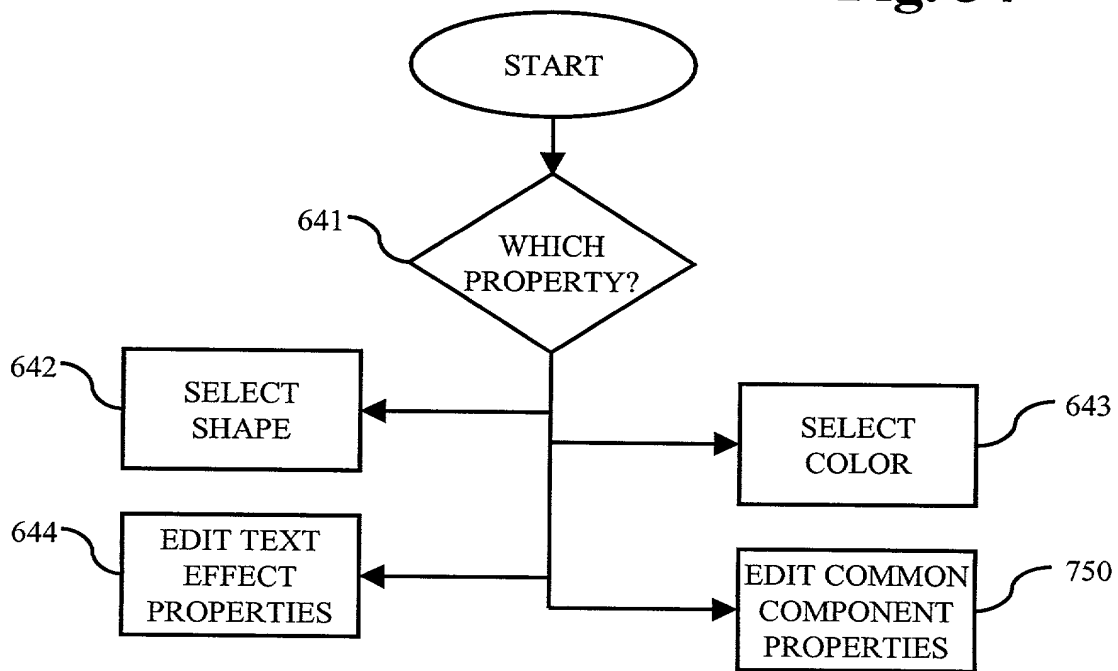 START
641
WHICH
PROPERTY?
642
SELECT
SHAPE
643
SELECT
COLOR
644
EDIT TEXT
EFFECT
PROPERTIES
750
EDIT COMMON
COMPONENT
PROPERTIES